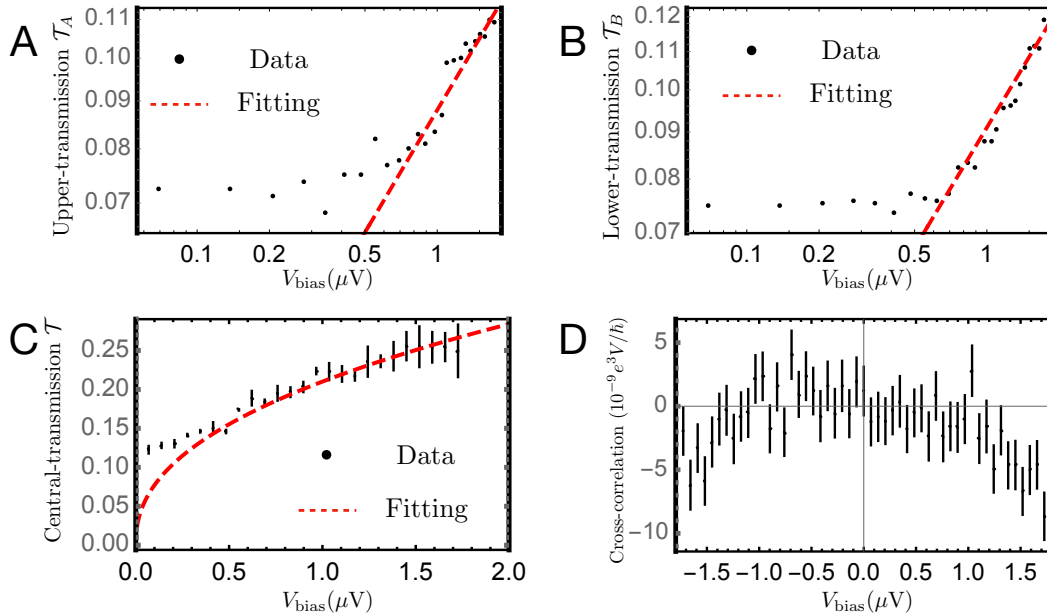 A
Upper-transmission 𝒯_A
0.11
0.10
0.09
0.08
0.07
Data
Fitting
0.1 0.2 0.5 1
V_bias(μV)
B
Lower-transmission 𝒯_B
0.12
0.11
0.10
0.09
0.08
0.07
Data
Fitting
0.1 0.2 0.5 1
V_bias(μV)
C
Central-transmission 𝒯
0.25
0.20
0.15
0.10
0.05
0.00
Data
Fitting
0.0 0.5 1.0 1.5 2.0
V_bias(μV)
D
Cross-correlation (10⁻⁹ e³V/ℏ)
5
0
−5
−10
−1.5 −1.0 −0.5 0.0 0.5 1.0 1.5
V_bias(μV)